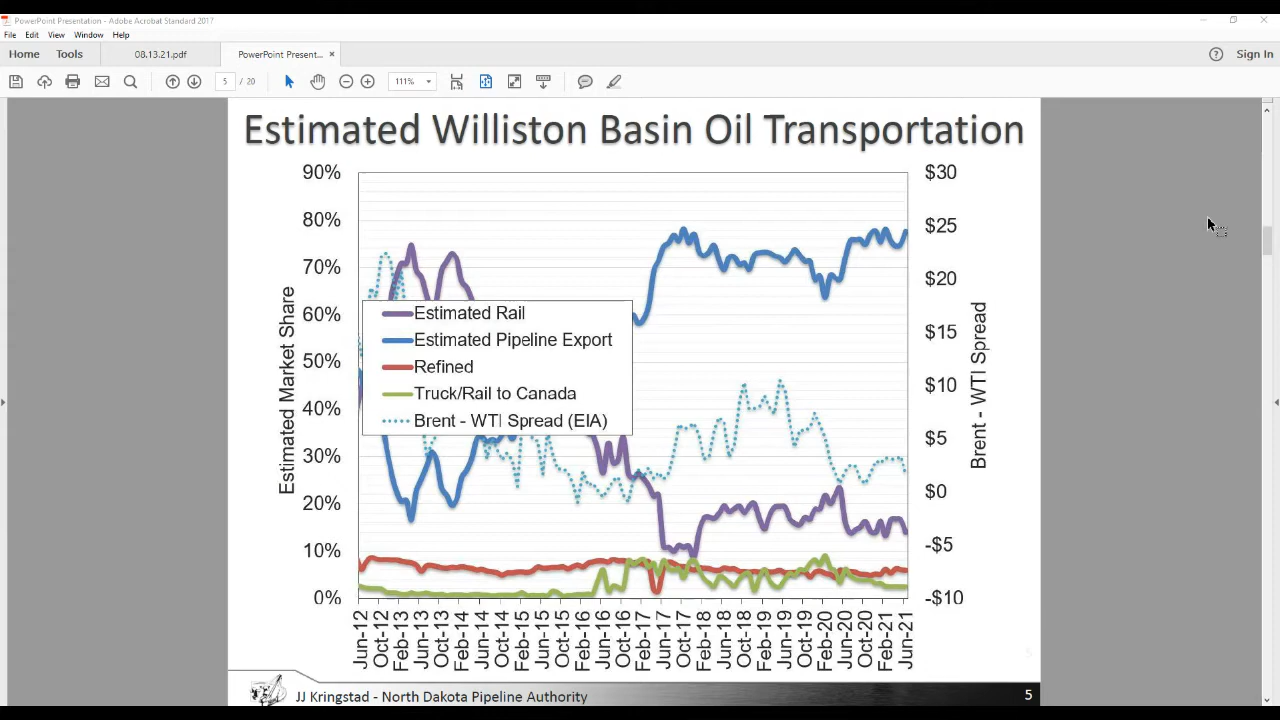 PowerPoint Presentation - Adobe Acrobat Standard 2017
File Edit View Window Help
Home Tools 08.13.21.pdf PowerPoint Present... × Sign In
5 / 20 111%
Estimated Williston Basin Oil Transportation
90% $30
80% $25
70% $20
60% $15
50% $10
40% $5
30% $0
20% -$5
10% -$10
0%
Estimated Market Share
Brent - WTI Spread
Estimated Rail
Estimated Pipeline Export
Refined
Truck/Rail to Canada
Brent - WTI Spread (EIA)
Jun-12 Oct-12 Feb-13 Jun-13 Oct-13 Feb-14 Jun-14 Oct-14 Feb-15 Jun-15 Oct-15 Feb-16 Jun-16 Oct-16 Feb-17 Jun-17 Oct-17 Feb-18 Jun-18 Oct-18 Feb-19 Jun-19 Oct-19 Feb-20 Jun-20 Oct-20 Feb-21 Jun-21
5
JJ Kringstad - North Dakota Pipeline Authority 5